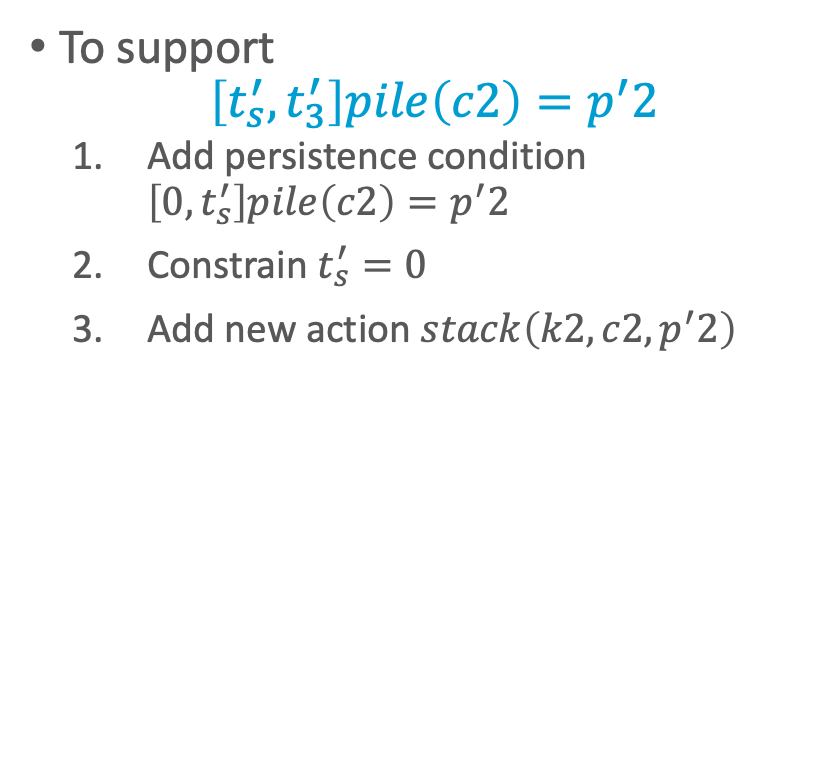 • To support
[t′ₛ, t′₃]pile(c2) = p′2
1. Add persistence condition
[0, t′ₛ]pile(c2) = p′2
2. Constrain t′ₛ = 0
3. Add new action stack(k2, c2, p′2)